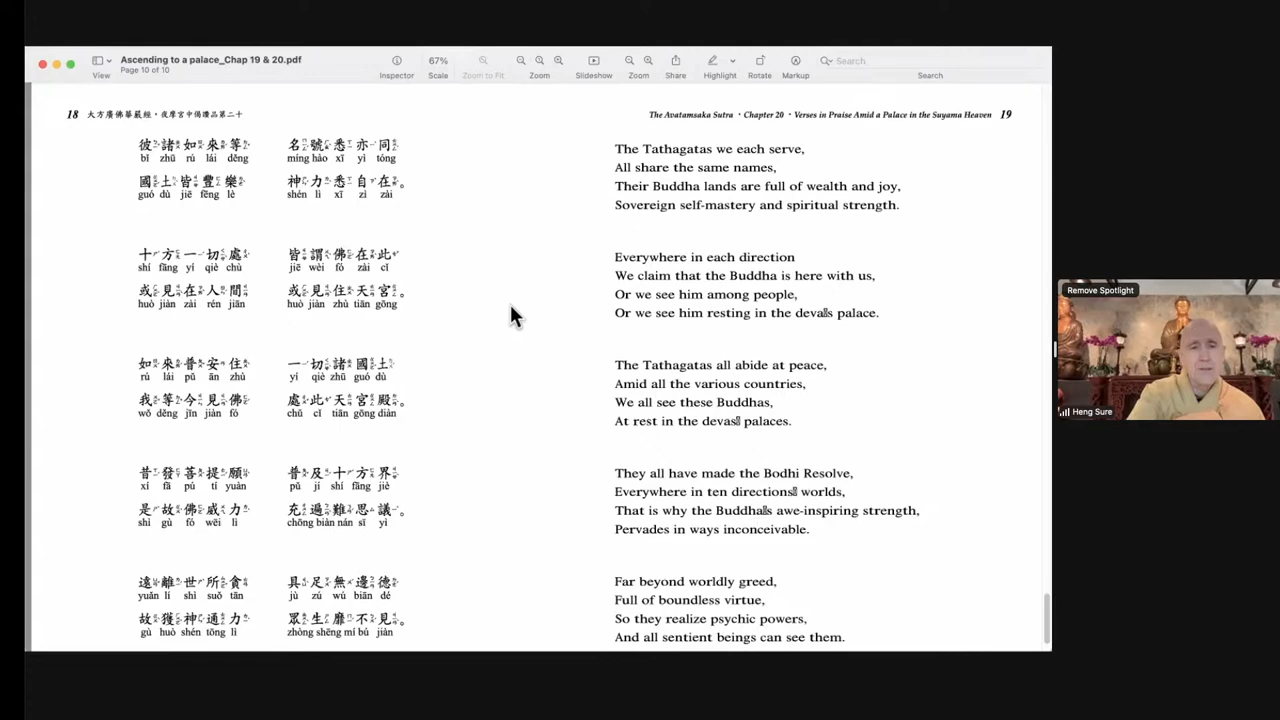 Ascending to a palace_Chap 19 & 20.pdf
Page 10 of 10
67%
Search
View
Inspector
Scale
Zoom to Fit
Zoom
Slideshow
Zoom
Share
Highlight
Rotate
Markup
Search
18 大方廣佛華嚴經・夜摩宮中偈讚品第二十
The Avatamsaka Sutra • Chapter 20 • Verses in Praise Amid a Palace in the Suyama Heaven 19
彼諸如來等 名號悉亦同
bǐ zhū rú lái děng míng hào xī yì tóng
國土皆豐樂 神力悉自在。
guó dù jiē fēng lè shén lì xī zì zài
The Tathagatas we each serve,
All share the same names,
Their Buddha lands are full of wealth and joy,
Sovereign self-mastery and spiritual strength.
十方一切處 皆謂佛在此
shí fāng yí qiè chù jiē wèi fó zài cǐ
或見在人間 或見住天宮。
huò jiàn zài rén jiān huò jiàn zhù tiān gōng
Everywhere in each direction
We claim that the Buddha is here with us,
Or we see him among people,
Or we see him resting in the deva▯s palace.
如來普安住 一切諸國土
rú lái pǔ ān zhù yí qiè zhū guó dù
我等今見佛 處此天宮殿。
wǒ děng jīn jiàn fó chǔ cǐ tiān gōng diàn
The Tathagatas all abide at peace,
Amid all the various countries,
We all see these Buddhas,
At rest in the devas▯ palaces.
昔發菩提願 普及十方界
xí fā pú tí yuàn pǔ jí shí fāng jiè
是故佛威力 充遍難思議。
shì gù fó wēi lì chōng biàn nán sī yì
They all have made the Bodhi Resolve,
Everywhere in ten directions▯ worlds,
That is why the Buddha▯s awe-inspiring strength,
Pervades in ways inconceivable.
遠離世所貪 具足無邊德
yuǎn lí shì suǒ tān jù zú wú biān dé
故獲神通力 眾生靡不見。
gù huò shén tōng lì zhòng shēng mí bú jiàn
Far beyond worldly greed,
Full of boundless virtue,
So they realize psychic powers,
And all sentient beings can see them.
Remove Spotlight
Heng Sure